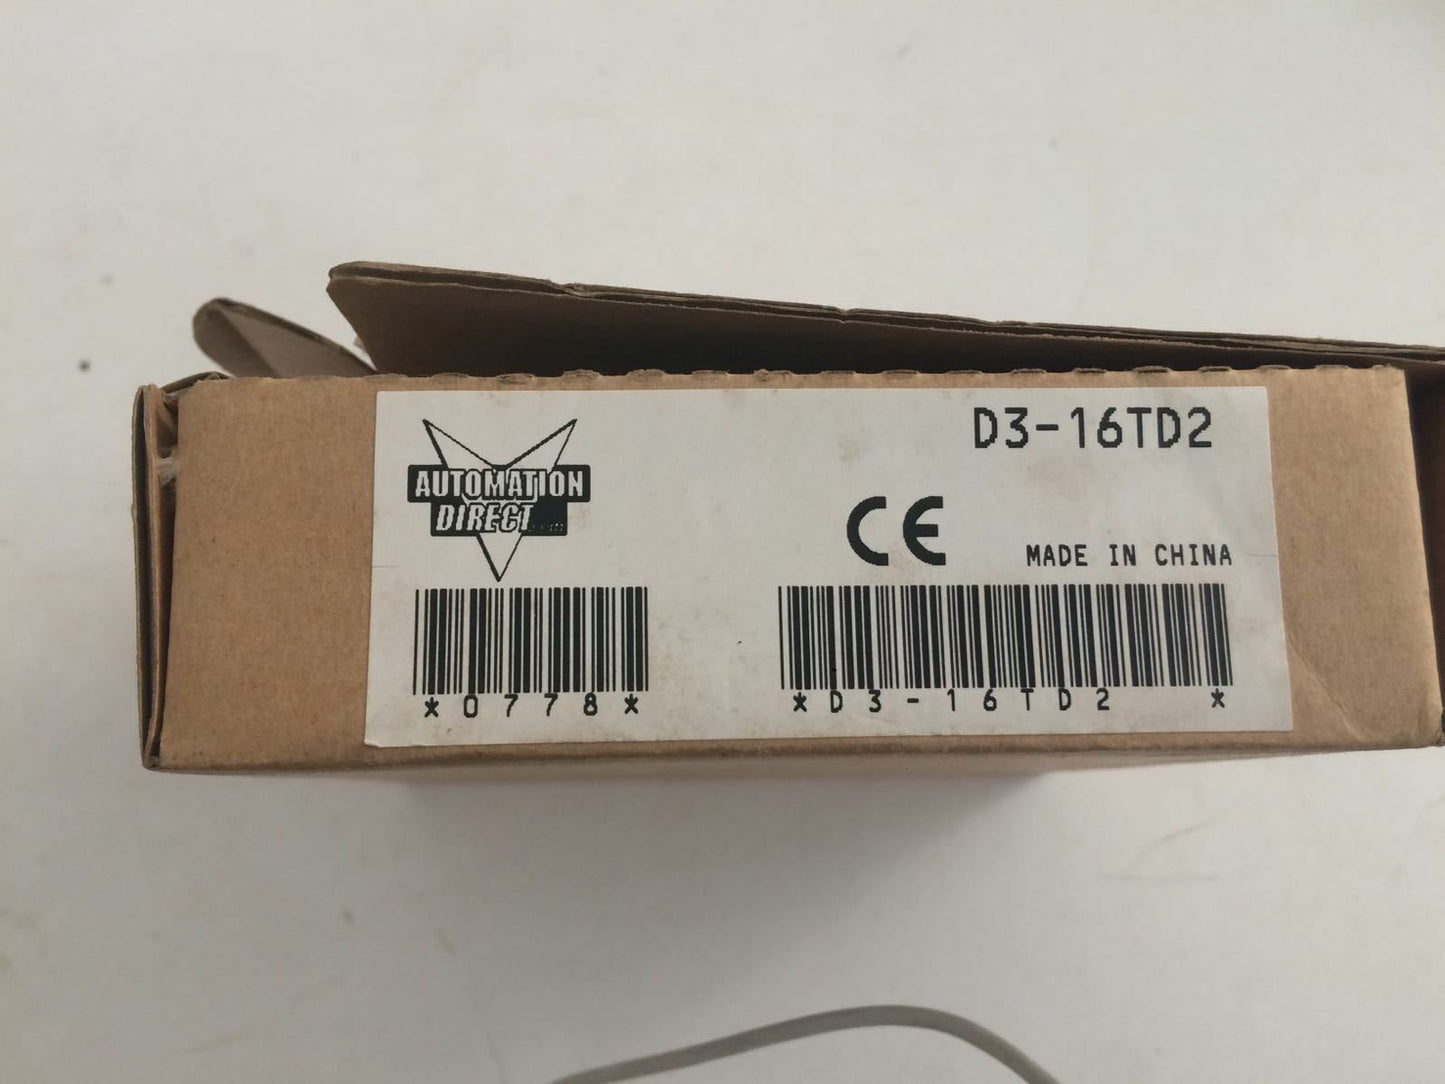 D3-16TD2
AUTOMATION
DIRECT
CE
MADE IN CHINA
*0778*
*D3-16TD2 *